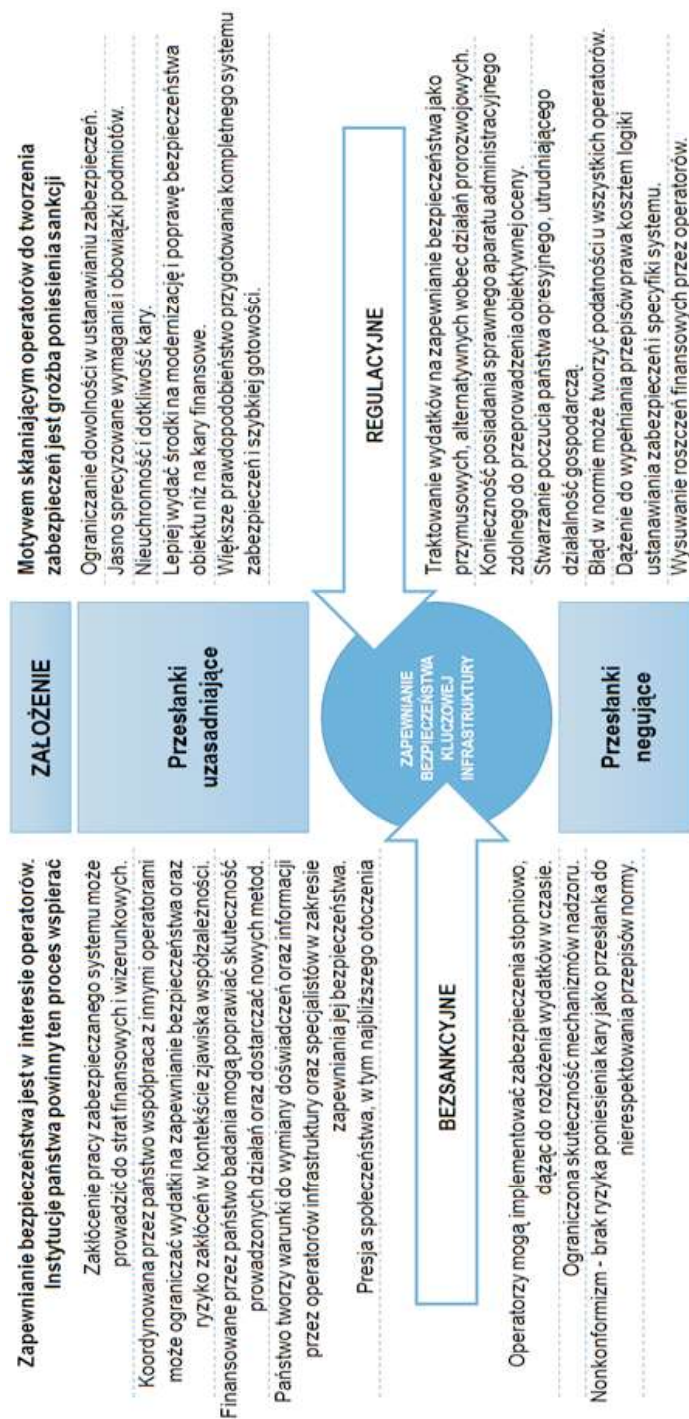 Zapewnianie bezpieczeństwa jest w interesie operatorów.
Instytucje państwa powinny ten proces wspierać
ZAŁOŻENIE
Motywem skłaniającym operatorów do tworzenia
zabezpieczeń jest groźba poniesienia sankcji
Zakłócenie pracy zabezpieczanego systemu może
prowadzić do strat finansowych i wizerunkowych.
Koordynowana przez państwo współpraca z innymi operatorami
może ograniczać wydatki na zapewnianie bezpieczeństwa oraz
ryzyko zakłóceń w kontekście zjawiska współzależności.
Finansowane przez państwo badania mogą poprawiać skuteczność
prowadzonych działań oraz dostarczać nowych metod.
Państwo tworzy warunki do wymiany doświadczeń oraz informacji
przez operatorów infrastruktury oraz specjalistów w zakresie
zapewniania jej bezpieczeństwa.
Presja społeczeństwa, w tym najbliższego otoczenia
Przesłanki
uzasadniające
Ograniczanie dowolności w ustanawianiu zabezpieczeń.
Jasno sprecyzowane wymagania i obowiązki podmiotów.
Nieuchronność i dotkliwość kary.
Lepiej wydać środki na modernizację i poprawę bezpieczeństwa
obiektu niż na kary finansowe.
Większe prawdopodobieństwo przygotowania kompletnego systemu
zabezpieczeń i szybkiej gotowości.
BEZSANKCYJNE
ZAPEWNIANIE
BEZPIECZEŃSTWA
KLUCZOWEJ
INFRASTRUKTURY
REGULACYJNE
Operatorzy mogą implementować zabezpieczenia stopniowo,
dążąc do rozłożenia wydatków w czasie.
Ograniczona skuteczność mechanizmów nadzoru.
Nonkonformizm - brak ryzyka poniesienia kary jako przesłanka do
nierespektowania przepisów normy.
Przesłanki
negujące
Traktowanie wydatków na zapewnianie bezpieczeństwa jako
przymusowych, alternatywnych wobec działań prorozwojowych.
Konieczność posiadania sprawnego aparatu administracyjnego
zdolnego do przeprowadzenia obiektywnej oceny.
Stwarzanie poczucia państwa opresyjnego, utrudniającego
działalność gospodarczą.
Błąd w normie może tworzyć podatności u wszystkich operatorów.
Dążenie do wypełniania przepisów prawa kosztem logiki
ustanawiania zabezpieczeń i specyfiki systemu.
Wysuwanie roszczeń finansowych przez operatorów.